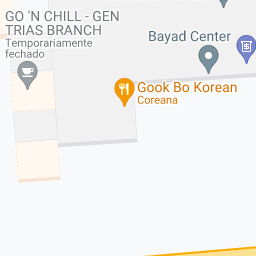 GO 'N CHILL - GEN
TRIAS BRANCH
Temporariamente
fechado
Bayad Center
Gook Bo Korean
Coreana